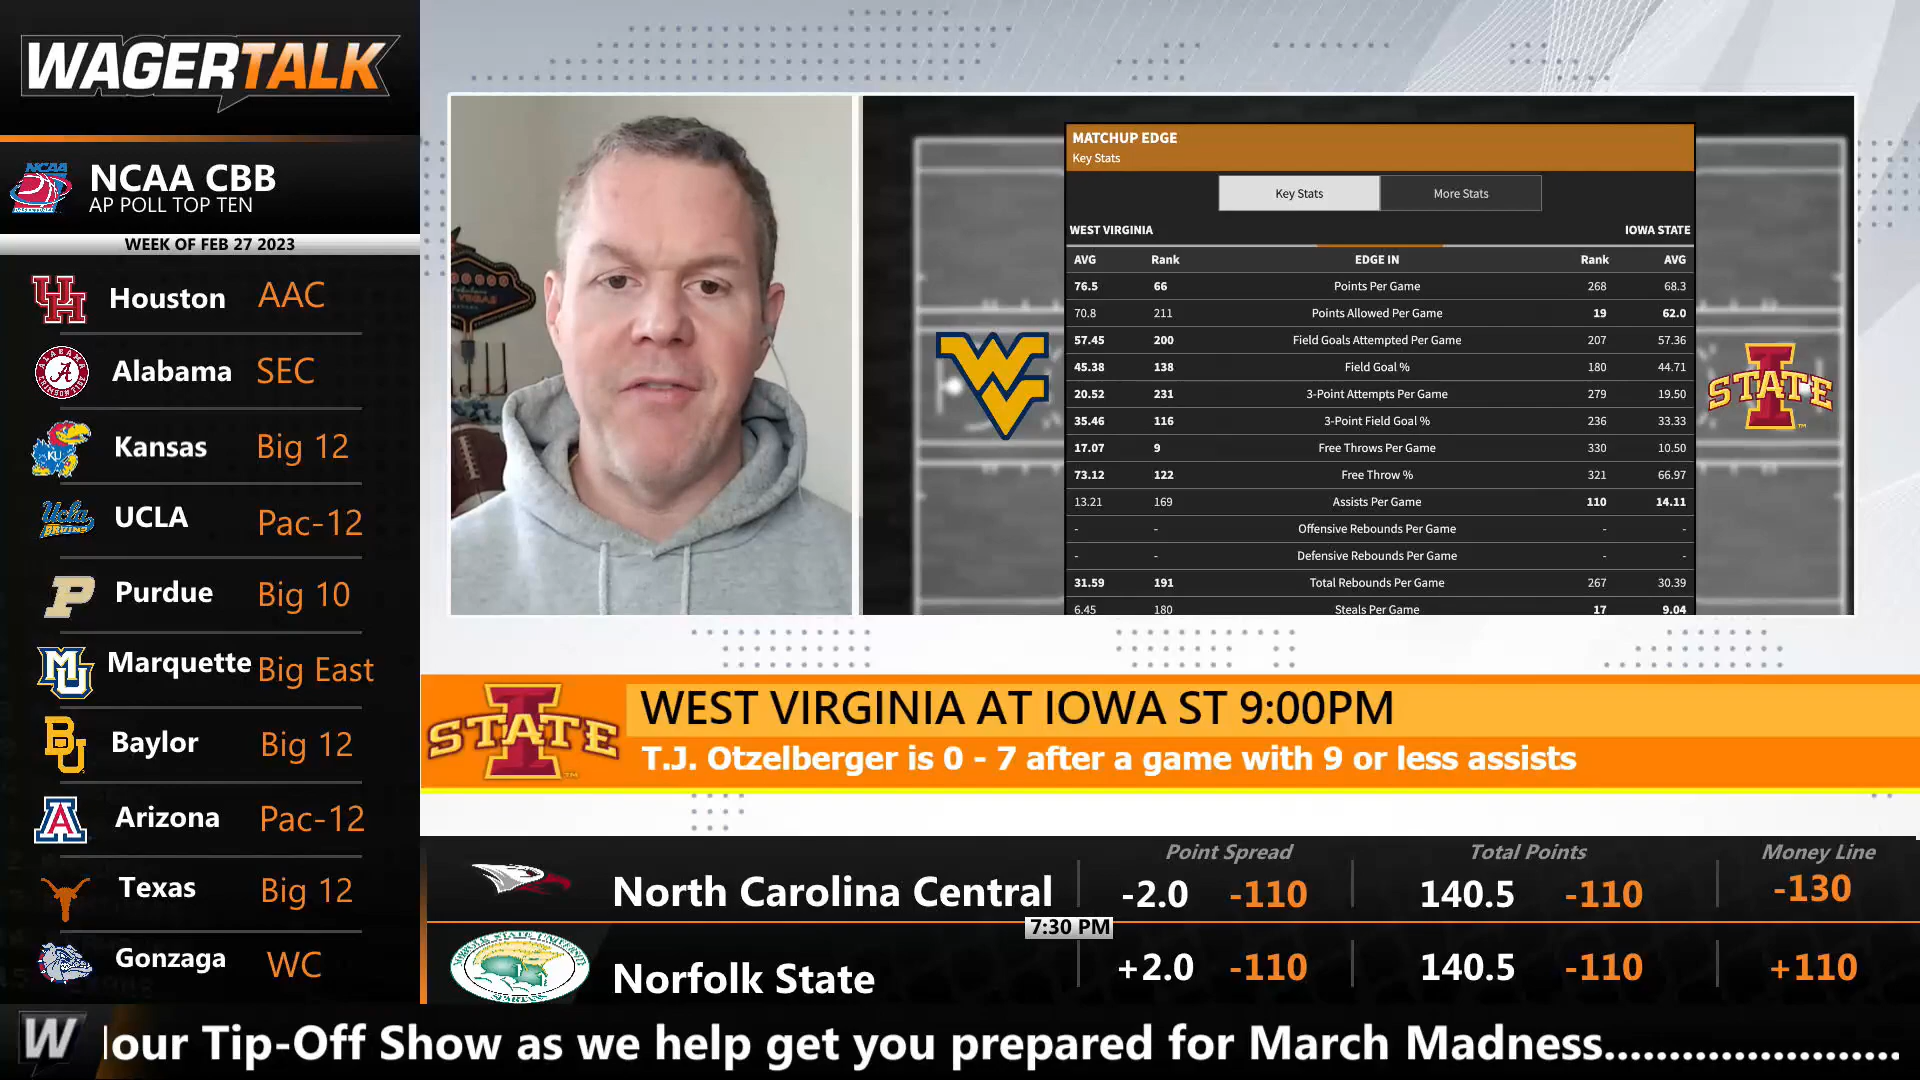 WAGERTALK
NCAA
BASKETBALL
NCAA CBB
AP POLL TOP TEN
WEEK OF FEB 27 2023
Houston AAC
Alabama SEC
Kansas Big 12
UCLA Pac-12
Purdue Big 10
Marquette Big East
Baylor Big 12
Arizona Pac-12
Texas Big 12
Gonzaga WC
VEGAS
MATCHUP EDGE
Key Stats
Key Stats More Stats
WEST VIRGINIA IOWA STATE
AVG Rank EDGE IN Rank AVG
76.5 66 Points Per Game 268 68.3
70.8 211 Points Allowed Per Game 19 62.0
57.45 200 Field Goals Attempted Per Game 207 57.36
45.38 138 Field Goal % 180 44.71
20.52 231 3-Point Attempts Per Game 279 19.50
35.46 116 3-Point Field Goal % 236 33.33
17.07 9 Free Throws Per Game 330 10.50
73.12 122 Free Throw % 321 66.97
13.21 169 Assists Per Game 110 14.11
- - Offensive Rebounds Per Game - -
- - Defensive Rebounds Per Game - -
31.59 191 Total Rebounds Per Game 267 30.39
6.45 180 Steals Per Game 17 9.04
WV
I STATE
I STATE
WEST VIRGINIA AT IOWA ST 9:00PM
T.J. Otzelberger is 0 - 7 after a game with 9 or less assists
Point Spread Total Points Money Line
North Carolina Central -2.0 -110 140.5 -110 -130
7:30 PM
Norfolk State +2.0 -110 140.5 -110 +110
W
our Tip-Off Show as we help get you prepared for March Madness.......................